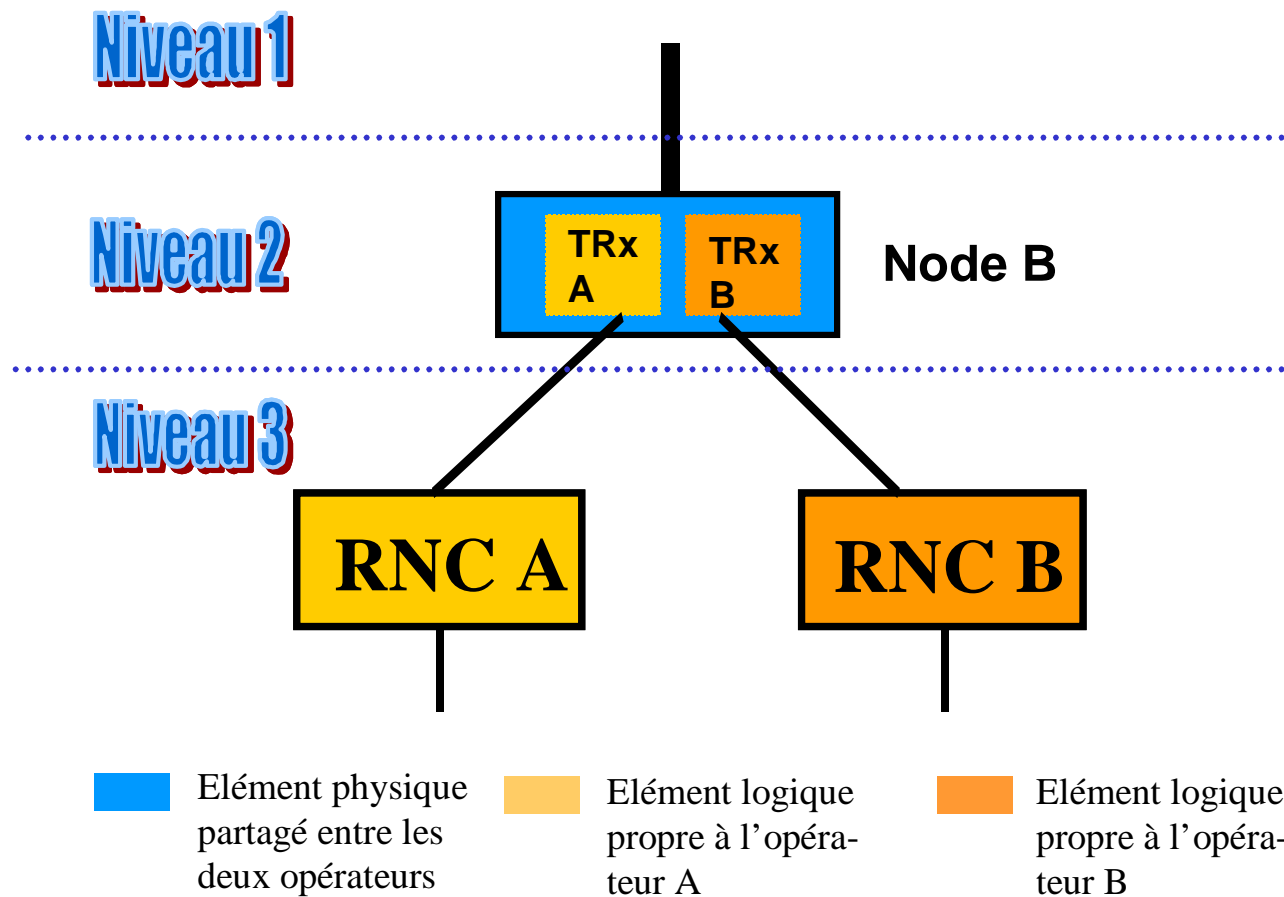 Niveau 1
Niveau 2
TRx
A
TRx
B
Node B
Niveau 3
RNC A
RNC B
Elément physique
partagé entre les
deux opérateurs
Elément logique
propre à l’opéra-
teur A
Elément logique
propre à l’opéra-
teur B